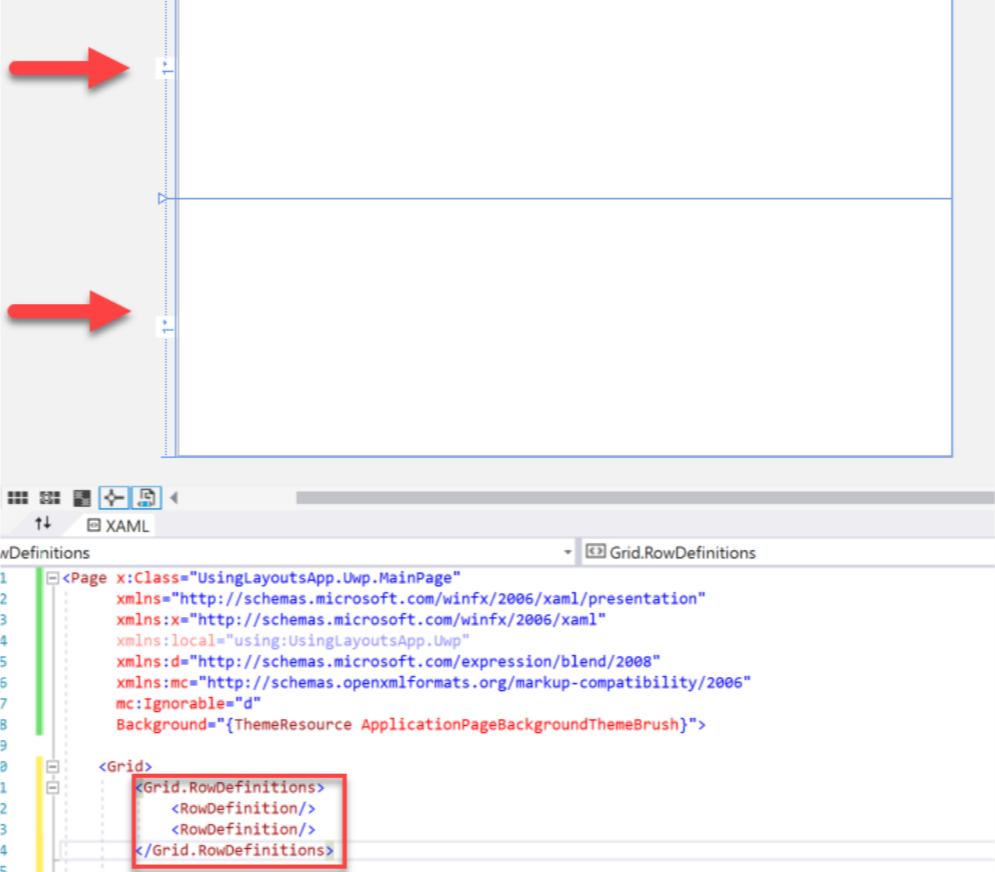 1*
1*
XAML
wDefinitions
Grid.RowDefinitions
1 <Page x:Class="UsingLayoutsApp.Uwp.MainPage"
2 xmlns="http://schemas.microsoft.com/winfx/2006/xaml/presentation"
3 xmlns:x="http://schemas.microsoft.com/winfx/2006/xaml"
4 xmlns:local="using:UsingLayoutsApp.Uwp"
5 xmlns:d="http://schemas.microsoft.com/expression/blend/2008"
6 xmlns:mc="http://schemas.openxmlformats.org/markup-compatibility/2006"
7 mc:Ignorable="d"
8 Background="{ThemeResource ApplicationPageBackgroundThemeBrush}">
9
0 <Grid>
1 <Grid.RowDefinitions>
2 <RowDefinition/>
3 <RowDefinition/>
4 </Grid.RowDefinitions>
5